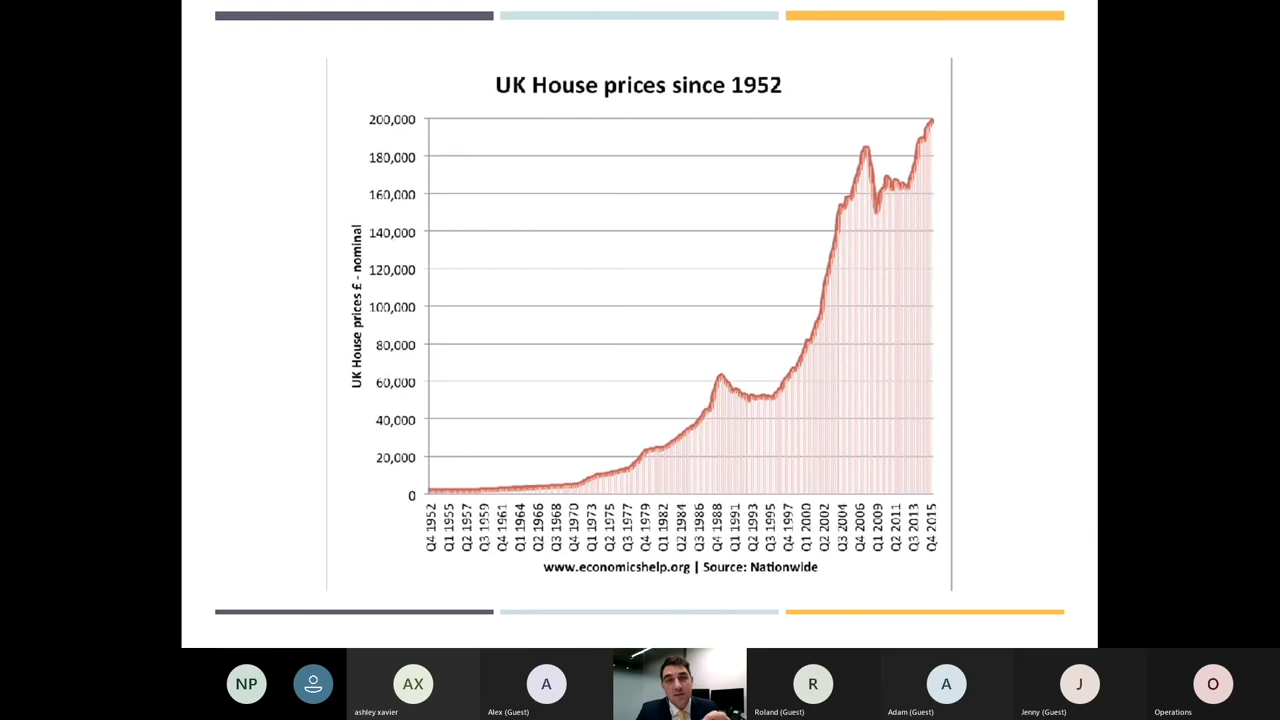 UK House prices since 1952
200,000
180,000
160,000
140,000
120,000
100,000
80,000
60,000
40,000
20,000
0
UK House prices £ - nominal
Q4 1952
Q1 1955
Q2 1957
Q3 1959
Q4 1961
Q1 1964
Q2 1966
Q3 1968
Q4 1970
Q1 1973
Q2 1975
Q3 1977
Q4 1979
Q1 1982
Q2 1984
Q3 1986
Q4 1988
Q1 1991
Q2 1993
Q3 1995
Q4 1997
Q1 2000
Q2 2002
Q3 2004
Q4 2006
Q1 2009
Q2 2011
Q3 2013
Q4 2015
www.economicshelp.org | Source: Nationwide
NP
AX
A
R
A
J
O
ashley xavier
Alex (Guest)
Roland (Guest)
Adam (Guest)
Jenny (Guest)
Operations